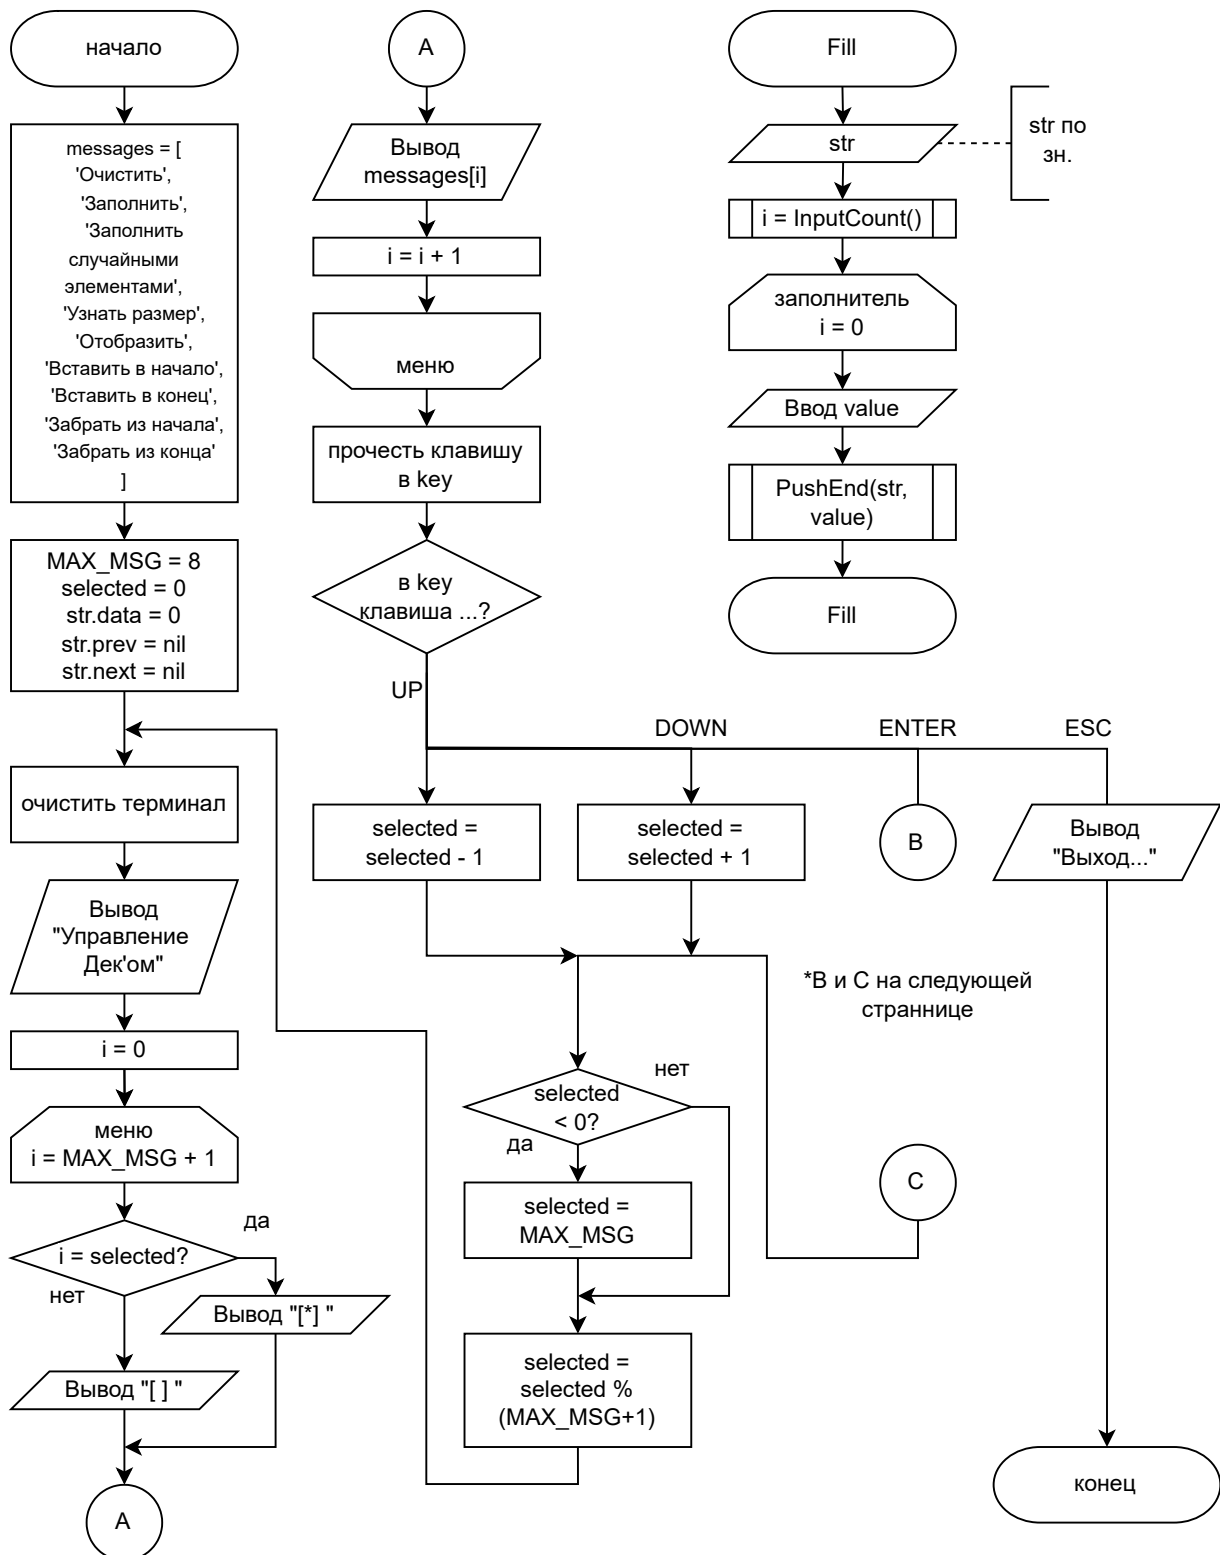 начало
messages = [
'Очистить',
'Заполнить',
'Заполнить
случайными
элементами',
'Узнать размер',
'Отобразить',
'Вставить в начало',
'Вставить в конец',
'Забрать из начала',
'Забрать из конца'
]
MAX_MSG = 8
selected = 0
str.data = 0
str.prev = nil
str.next = nil
очистить терминал
Вывод
"Управление
Дек'ом"
i = 0
меню
i = MAX_MSG + 1
i = selected?
да
нет
Вывод "[*] "
Вывод "[ ] "
A
A
Вывод
messages[i]
i = i + 1
меню
прочесть клавишу
в key
в key
клавиша ...?
UP
DOWN
ENTER
ESC
selected =
selected - 1
selected =
selected + 1
B
Вывод
"Выход..."
*B и C на следующей
страннице
selected
< 0?
нет
да
selected =
MAX_MSG
C
selected =
selected %
(MAX_MSG+1)
конец
Fill
str
str по
зн.
i = InputCount()
заполнитель
i = 0
Ввод value
PushEnd(str,
value)
Fill